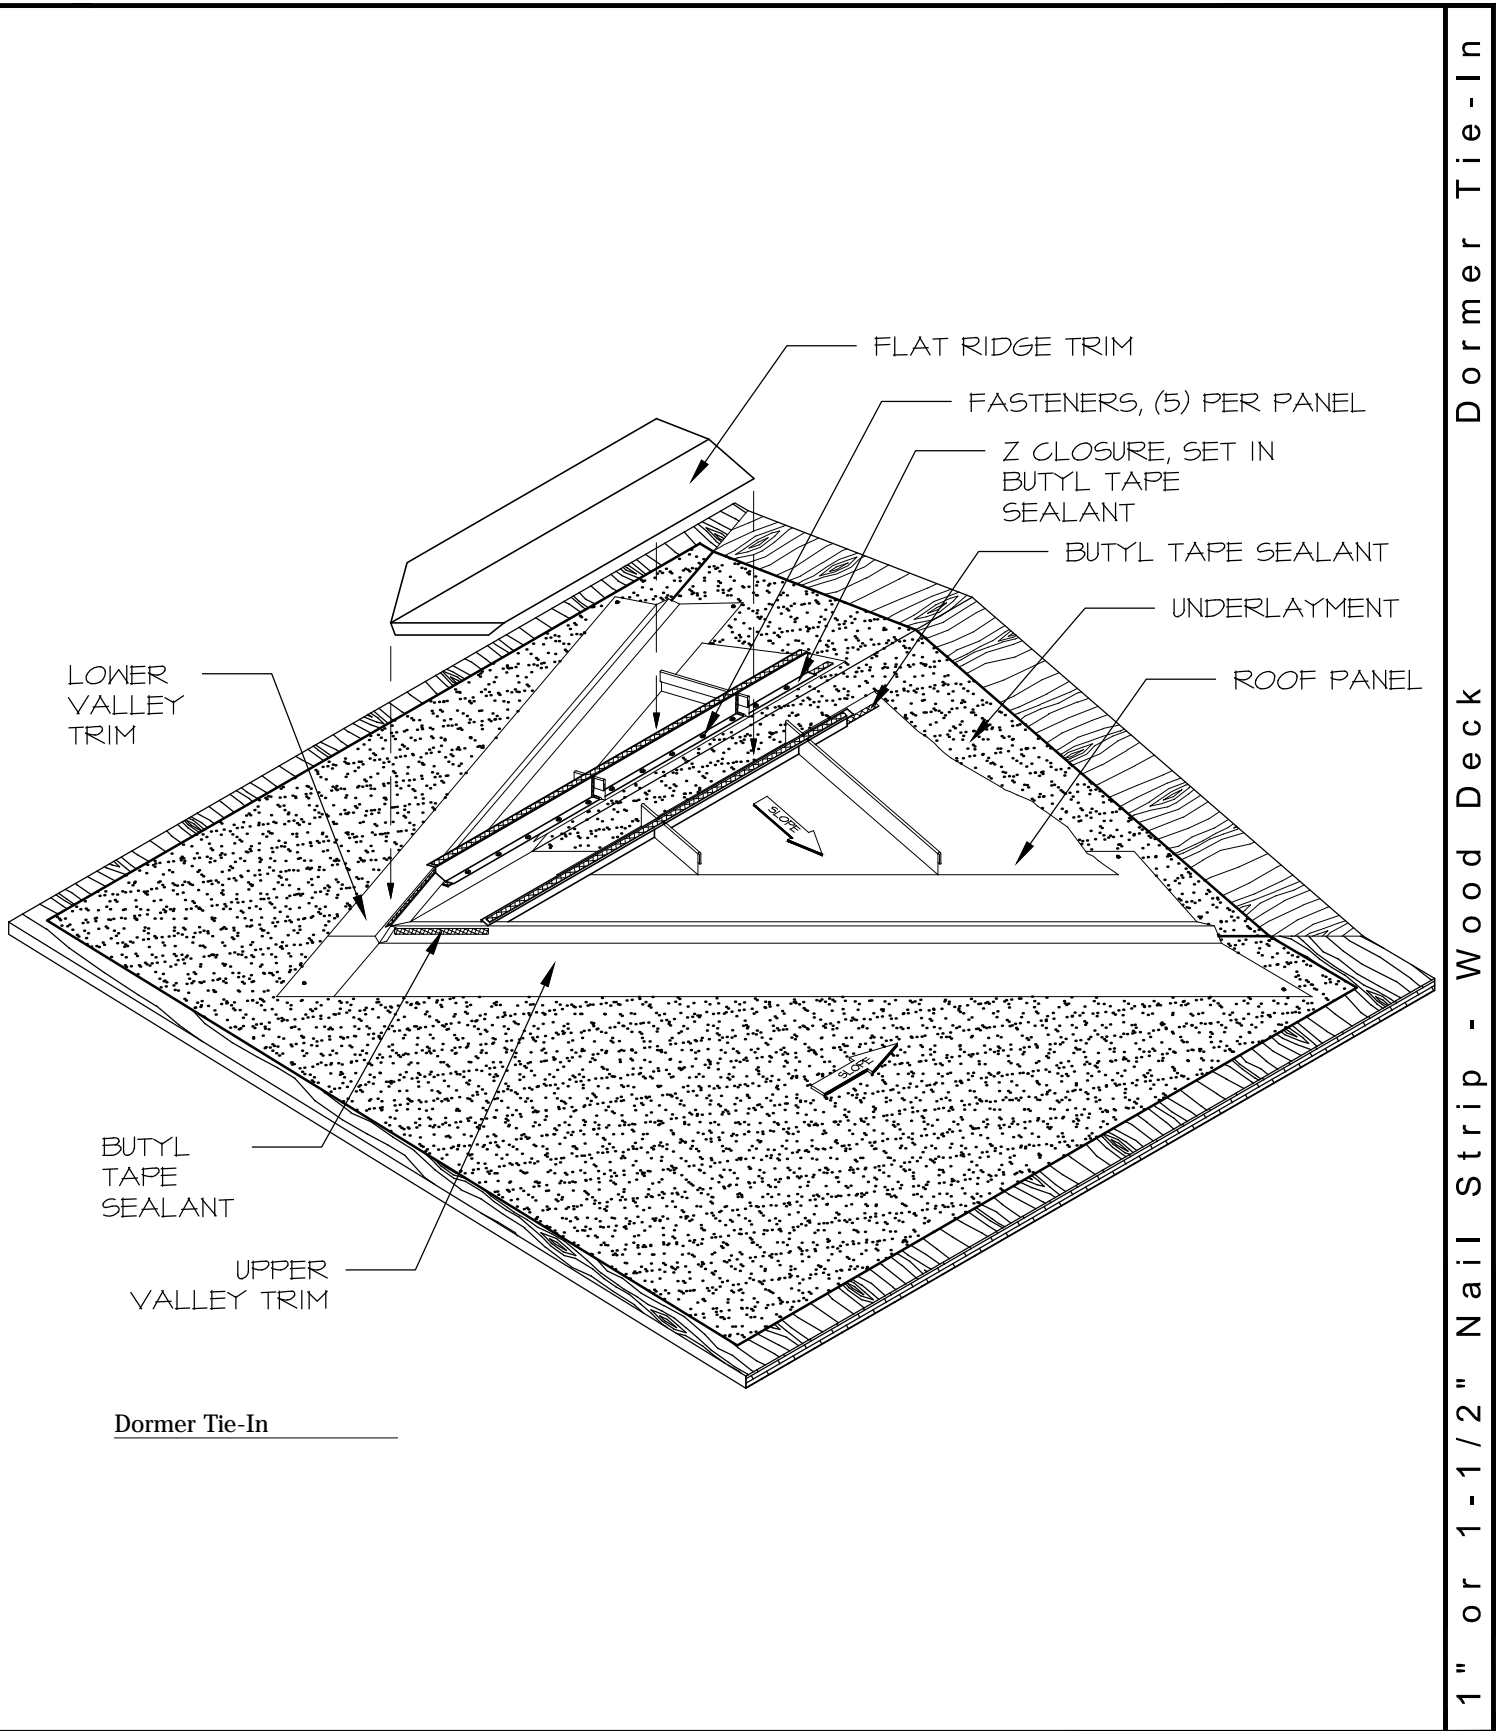 FLAT RIDGE TRIM
FASTENERS, (5) PER PANEL
Z CLOSURE, SET IN
BUTYL TAPE
SEALANT
BUTYL TAPE SEALANT
UNDERLAYMENT
ROOF PANEL
LOWER
VALLEY
TRIM
SLOPE
SLOPE
BUTYL
TAPE
SEALANT
UPPER
VALLEY TRIM
Dormer Tie-In
1" or 1-1/2" Nail Strip - Wood Deck Dormer Tie-In